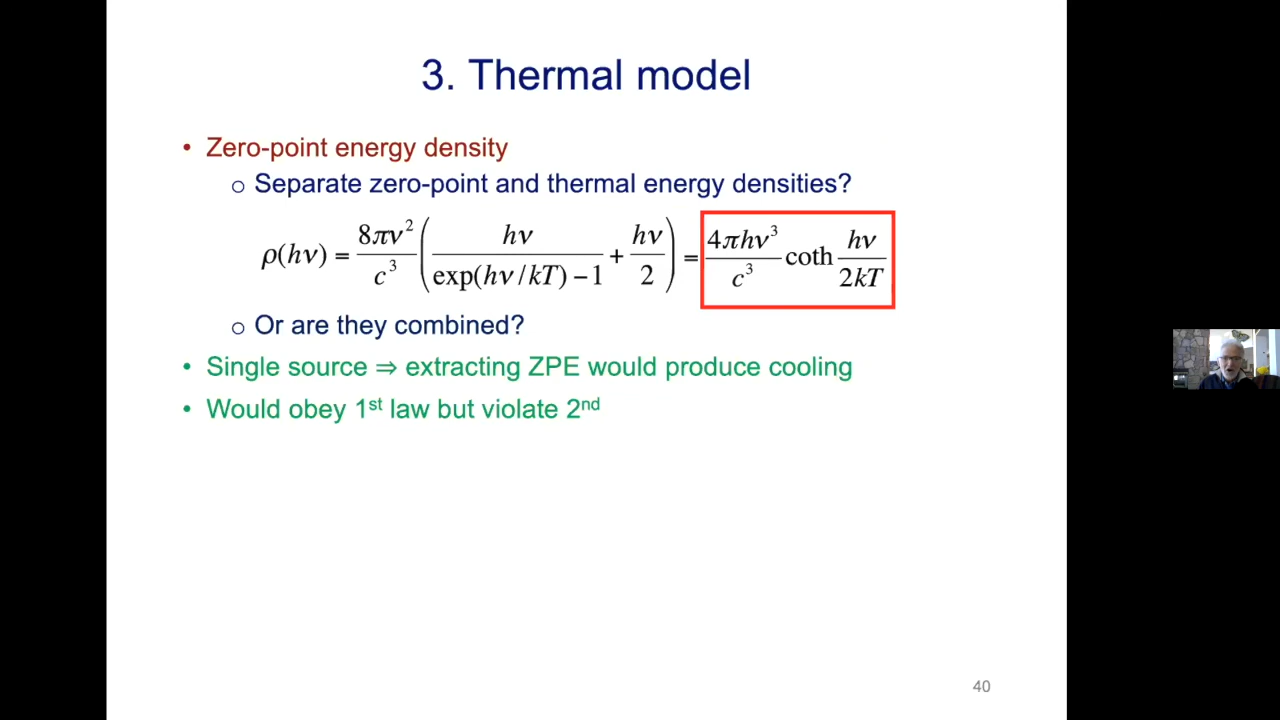 3. Thermal model
• Zero-point energy density
o Separate zero-point and thermal energy densities?
ρ(hν) = 8πν²/c³ (hν/(exp(hν/kT) − 1) + hν/2) = 4πhν³/c³ coth hν/2kT
o Or are they combined?
• Single source ⇒ extracting ZPE would produce cooling
• Would obey 1st law but violate 2nd
40